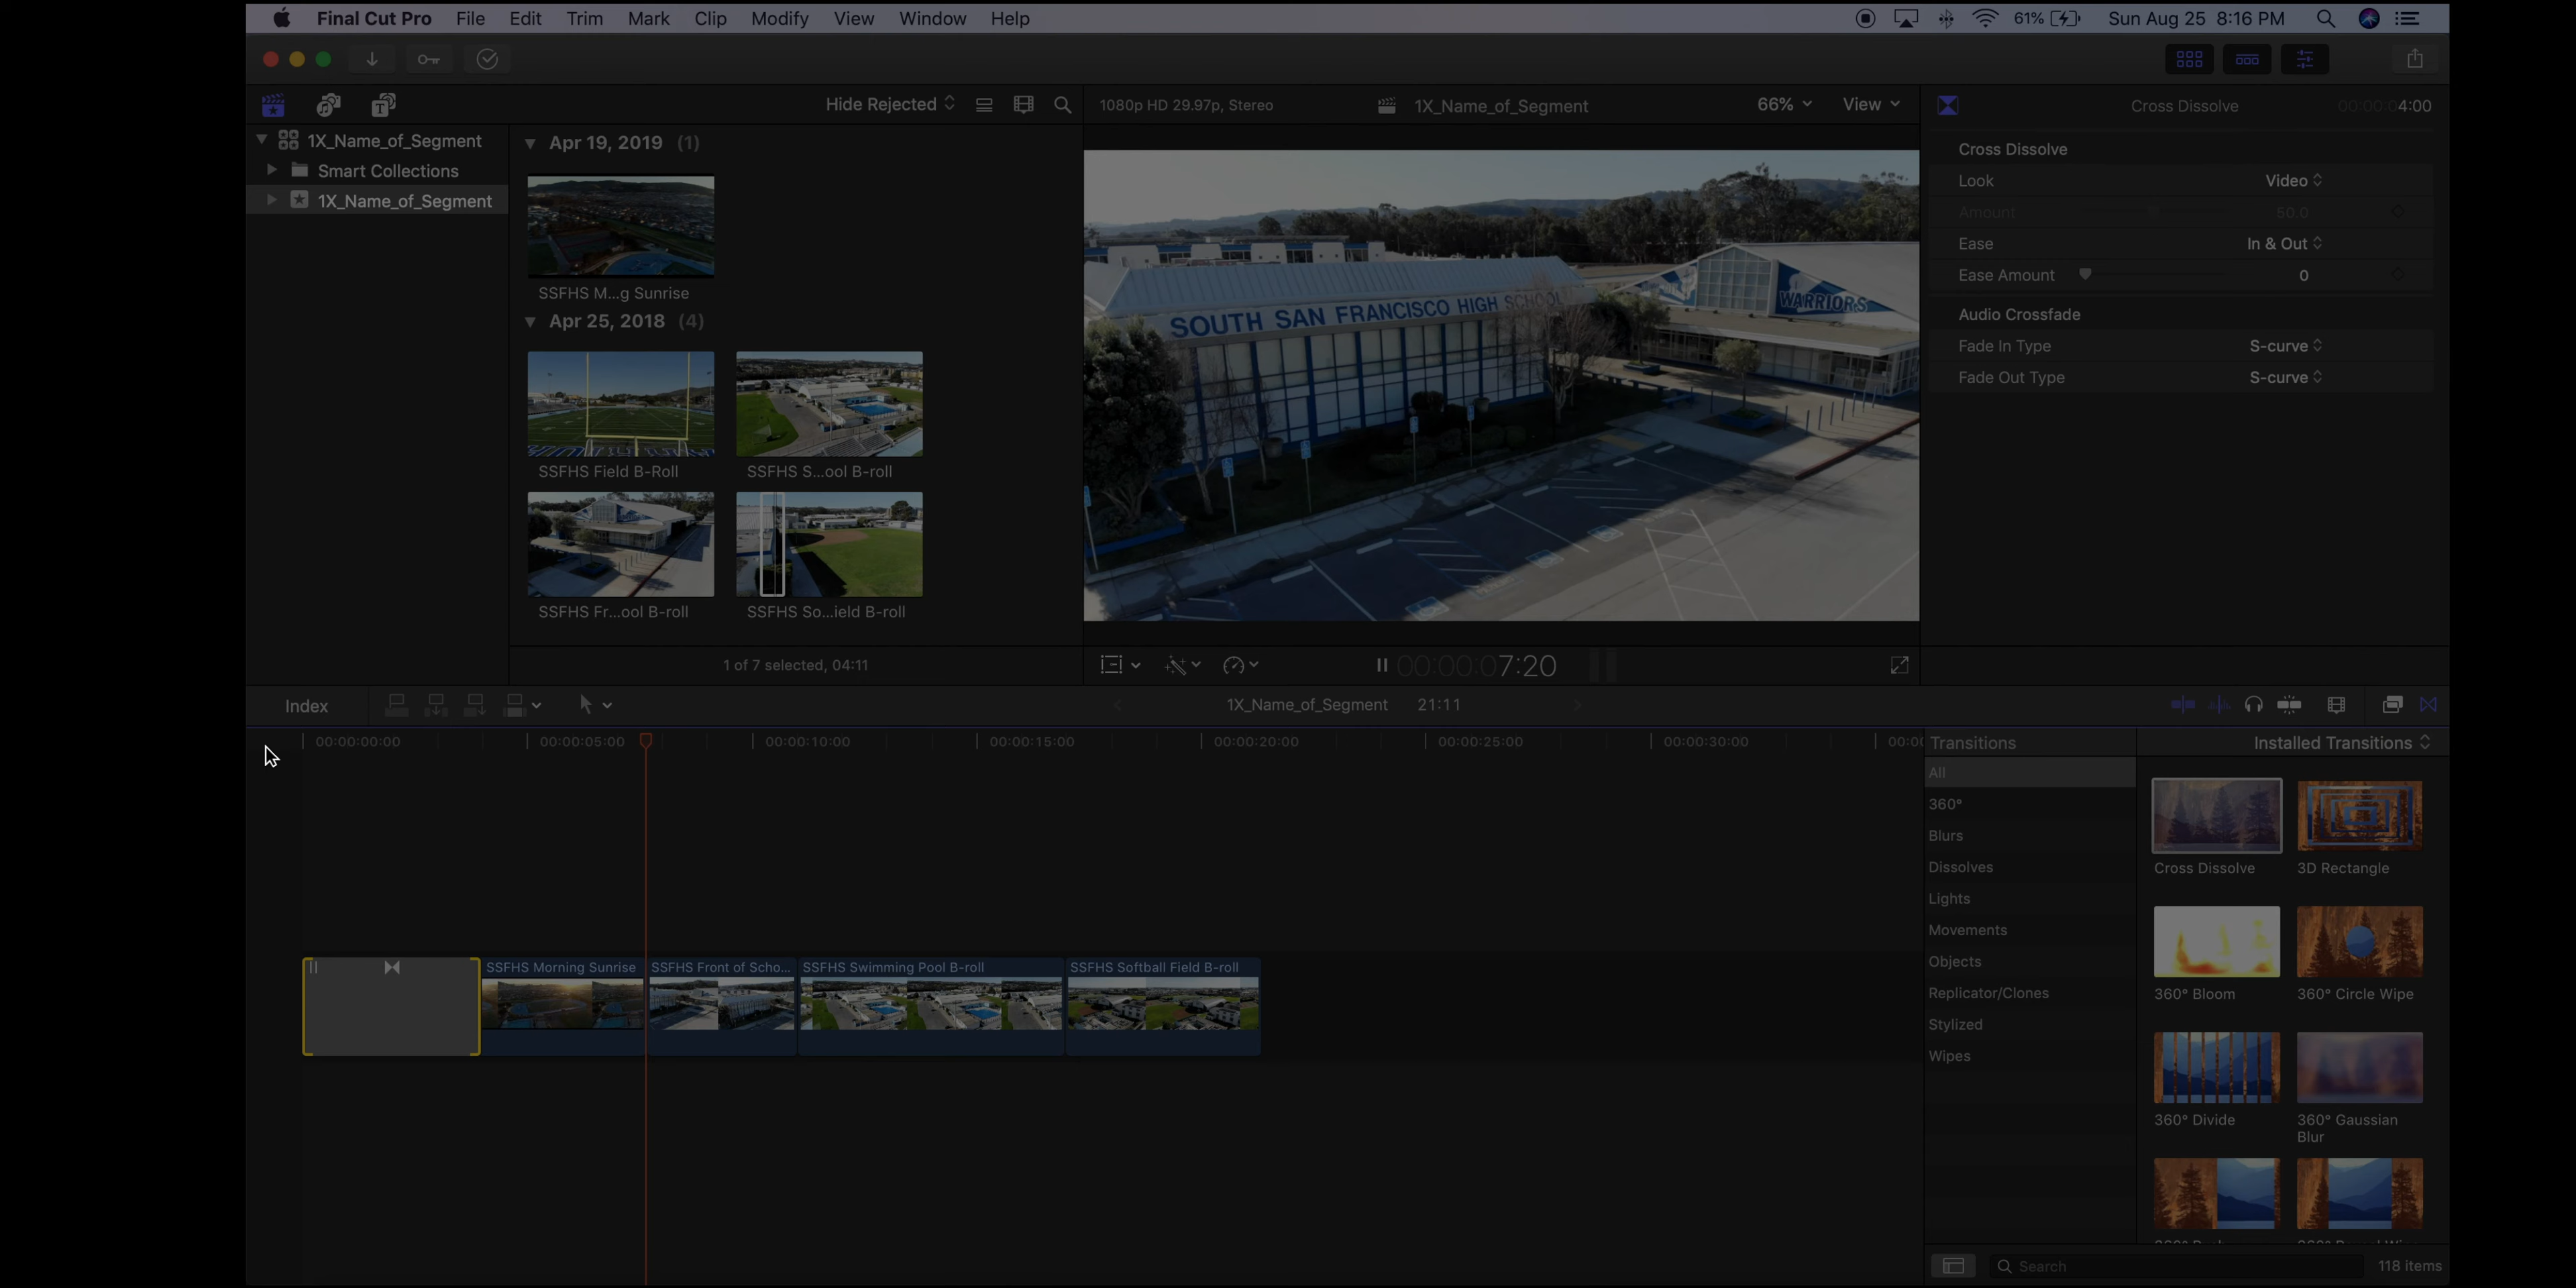 Final Cut Pro File Edit Trim Mark Clip Modify View Window Help 61% Sun Aug 25 8:16 PM
Hide Rejected 1080p HD 29.97p, Stereo 1X_Name_of_Segment 66% View Cross Dissolve 00:00:04:00
1X_Name_of_Segment
Smart Collections
1X_Name_of_Segment
Apr 19, 2019 (1)
SSFHS M...g Sunrise
Apr 25, 2018 (4)
SSFHS Field B-Roll
SSFHS S...ool B-roll
SSFHS Fr...ool B-roll
SSFHS So...ield B-roll
1 of 7 selected, 04:11
SOUTH SAN FRANCISCO HIGH SCHOOL
WARRIORS
00:00:07:20
Cross Dissolve
Look Video
Amount 50.0
Ease In & Out
Ease Amount 0
Audio Crossfade
Fade In Type S-curve
Fade Out Type S-curve
Index 1X_Name_of_Segment 21:11
00:00:00:00 00:00:05:00 00:00:10:00 00:00:15:00 00:00:20:00 00:00:25:00 00:00:30:00
SSFHS Morning Sunrise SSFHS Front of Scho... SSFHS Swimming Pool B-roll SSFHS Softball Field B-roll
Transitions Installed Transitions
All
360°
Blurs
Dissolves
Lights
Movements
Objects
Replicator/Clones
Stylized
Wipes
Cross Dissolve
3D Rectangle
360° Bloom
360° Circle Wipe
360° Divide
360° Gaussian
Blur
Search 118 items